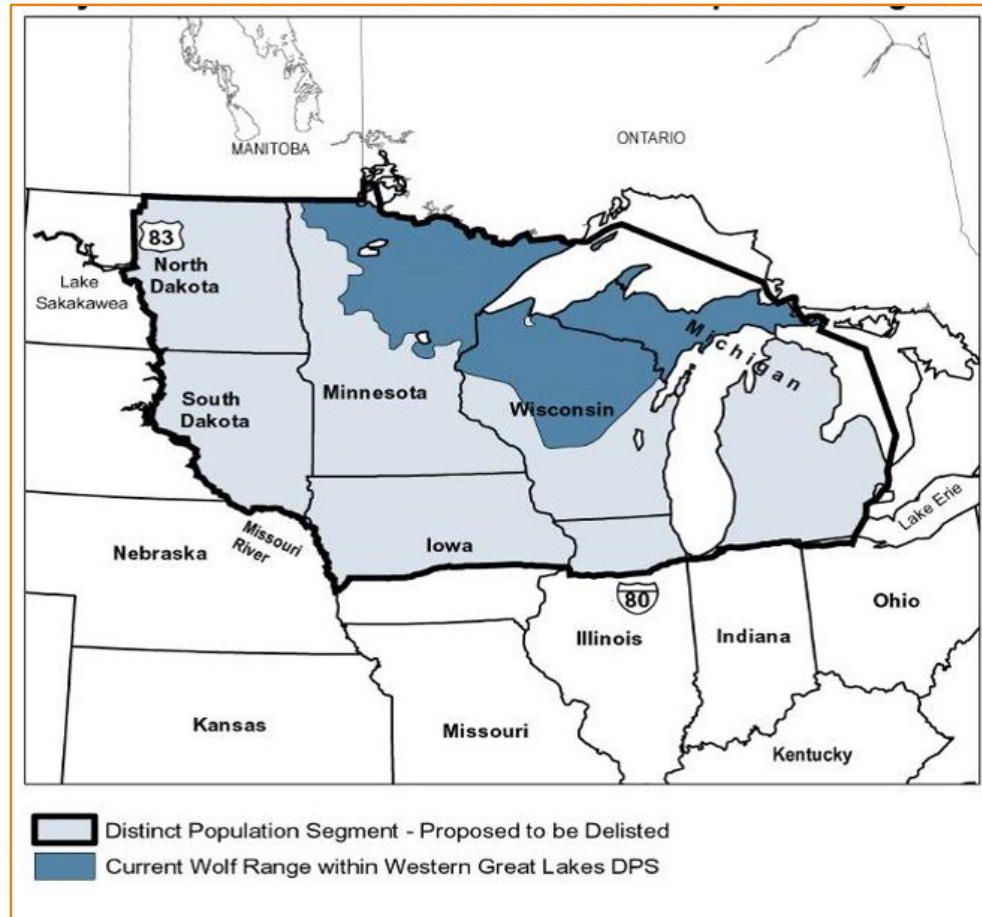 MANITOBA
ONTARIO
83
North
Dakota
Lake
Sakakawea
Michigan
South
Dakota
Minnesota
Wisconsin
Lake Erie
Nebraska
Missouri
River
Iowa
80
Ohio
Illinois
Indiana
Kansas
Missouri
Kentucky
Distinct Population Segment - Proposed to be Delisted
Current Wolf Range within Western Great Lakes DPS